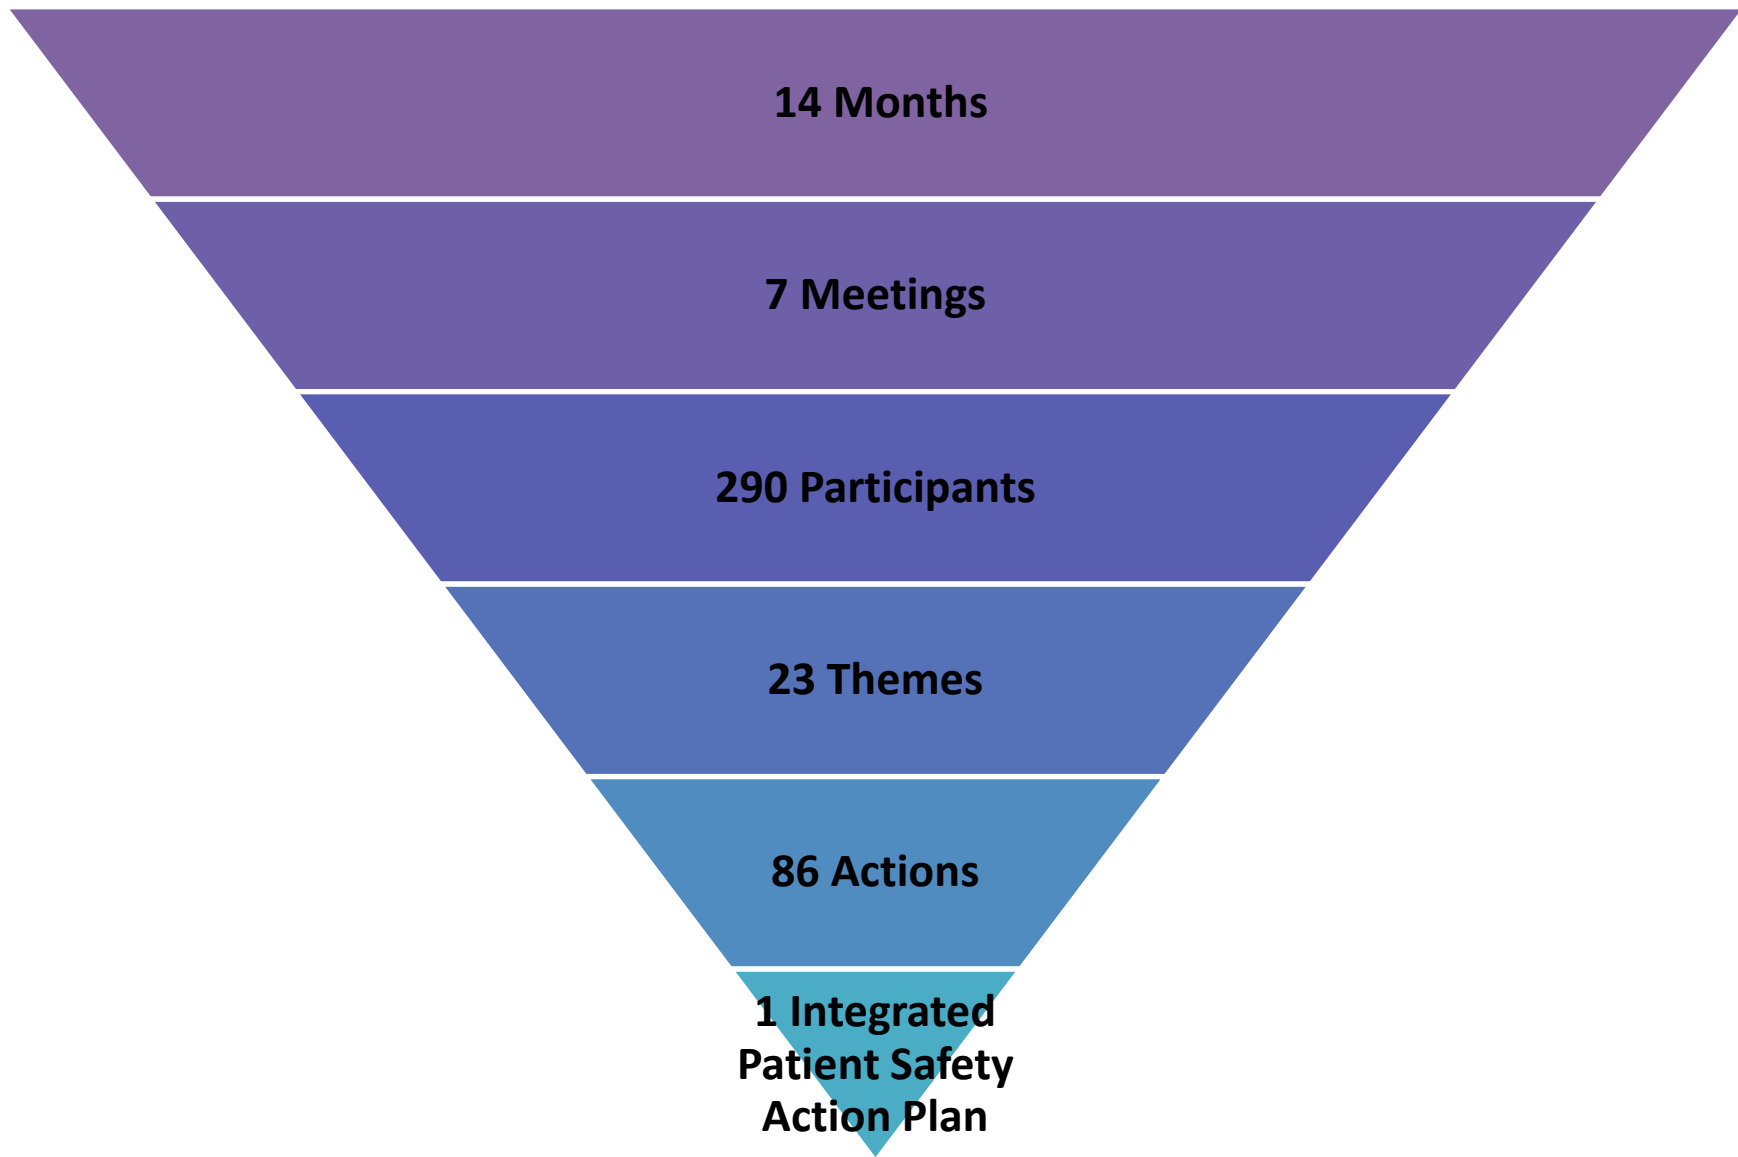 14 Months
7 Meetings
290 Participants
23 Themes
86 Actions
1 Integrated
Patient Safety
Action Plan